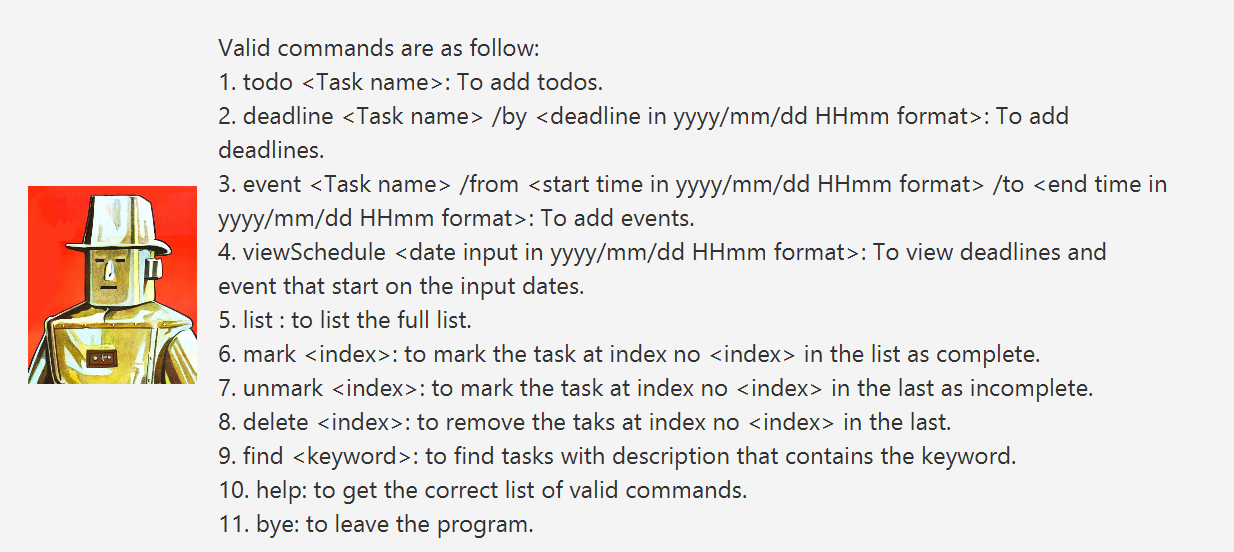 Valid commands are as follow:
1. todo <Task name>: To add todos.
2. deadline <Task name> /by <deadline in yyyy/mm/dd HHmm format>: To add
deadlines.
3. event <Task name> /from <start time in yyyy/mm/dd HHmm format> /to <end time in
yyyy/mm/dd HHmm format>: To add events.
4. viewSchedule <date input in yyyy/mm/dd HHmm format>: To view deadlines and
event that start on the input dates.
5. list : to list the full list.
6. mark <index>: to mark the task at index no <index> in the list as complete.
7. unmark <index>: to mark the task at index no <index> in the last as incomplete.
8. delete <index>: to remove the taks at index no <index> in the last.
9. find <keyword>: to find tasks with description that contains the keyword.
10. help: to get the correct list of valid commands.
11. bye: to leave the program.